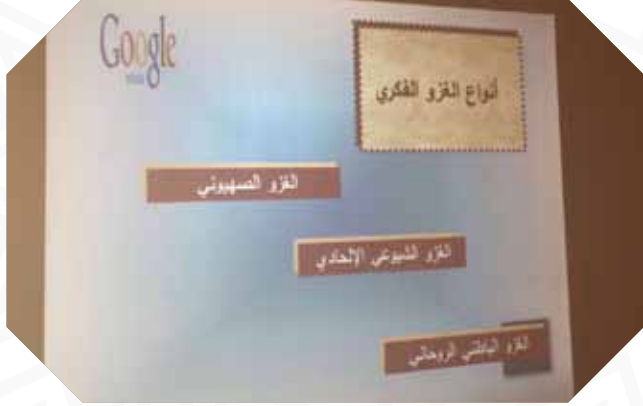 Google
أنواع الغزو الفكري
الغزو الصهيوني
الغزو الشيوعي الإلحادي
الغزو الباطني الروحاني